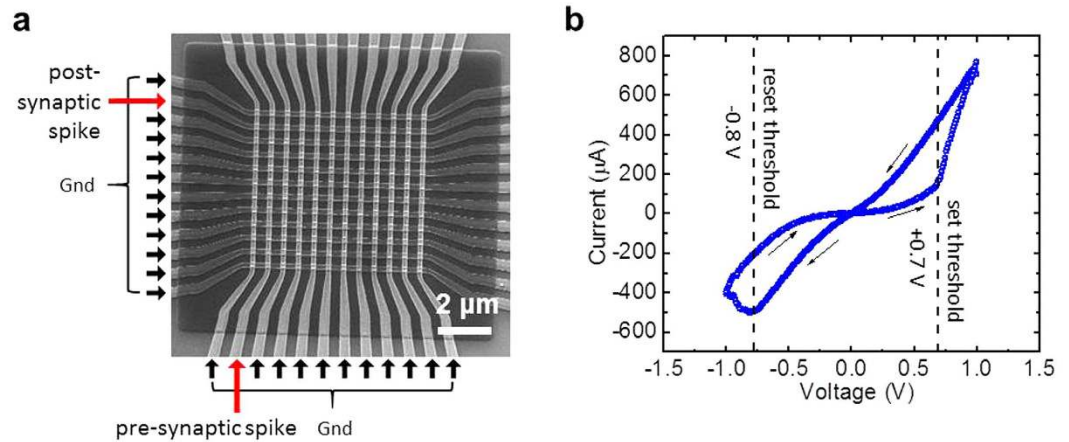 a
post-
synaptic
spike
Gnd
2 μm
pre-synaptic spike Gnd
b
800
600
400
200
0
-200
-400
-600
Current (μA)
-1.5 -1.0 -0.5 0.0 0.5 1.0 1.5
Voltage (V)
reset threshold
-0.8 V
set threshold
+0.7 V